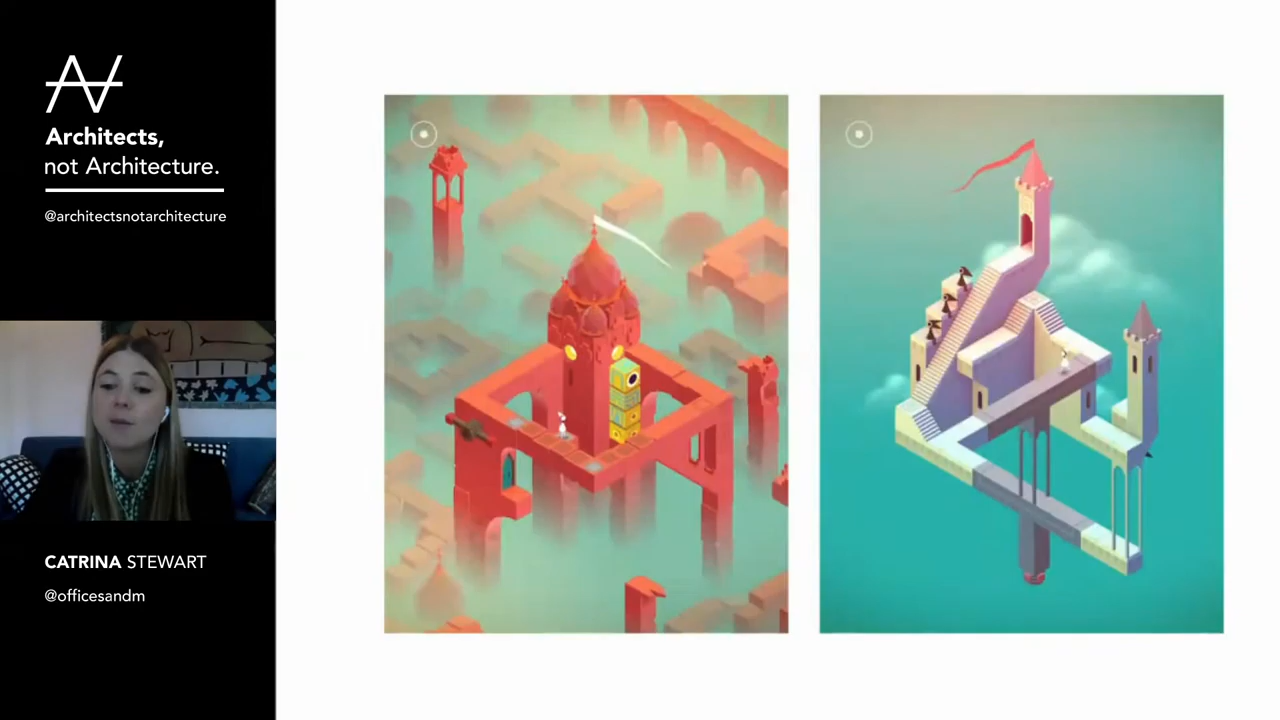 Architects,
not Architecture.
@architectsnotarchitecture
CATRINA STEWART
@officesandm